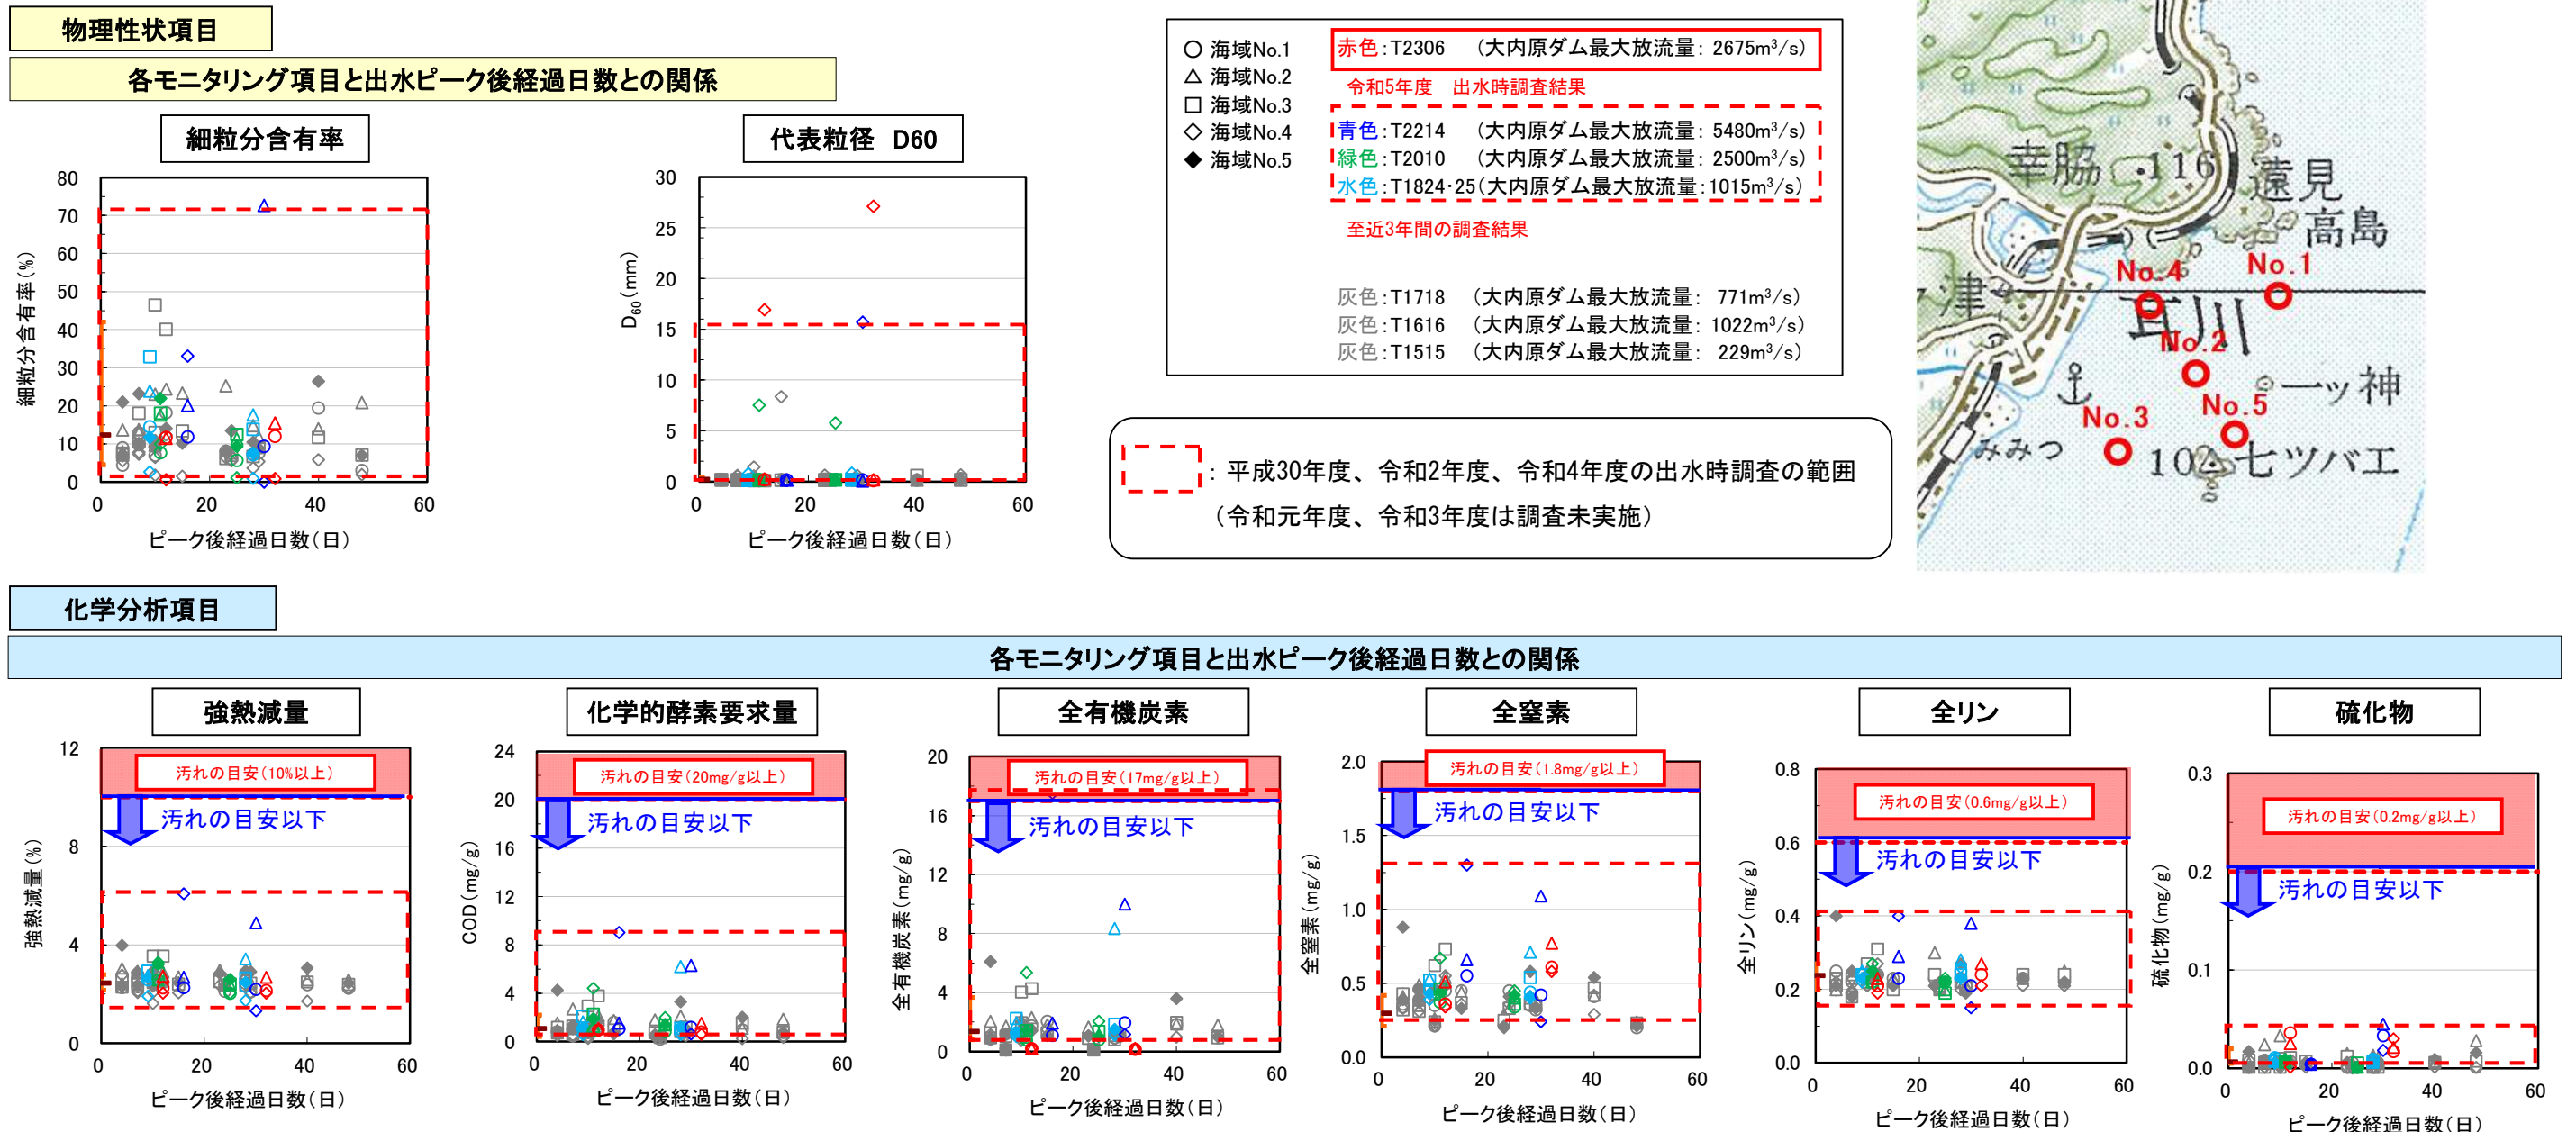 物理性状項目
各モニタリング項目と出水ピーク後経過日数との関係
細粒分含有率
80
70
60
50
40
30
20
10
0
0
20
40
60
細粒分含有率(%)
ピーク後経過日数(日)
代表粒径 D60
30
25
20
15
10
5
0
0
20
40
60
D60(mm)
ピーク後経過日数(日)
○ 海域No.1
△ 海域No.2
□ 海域No.3
◇ 海域No.4
◆ 海域No.5
赤色:T2306 (大内原ダム最大放流量: 2675m³/s)
令和5年度 出水時調査結果
青色:T2214 (大内原ダム最大放流量: 5480m³/s)
緑色:T2010 (大内原ダム最大放流量: 2500m³/s)
水色:T1824・25(大内原ダム最大放流量:1015m³/s)
至近3年間の調査結果
灰色:T1718 (大内原ダム最大放流量: 771m³/s)
灰色:T1616 (大内原ダム最大放流量: 1022m³/s)
灰色:T1515 (大内原ダム最大放流量: 229m³/s)
:平成30年度、令和2年度、令和4年度の出水時調査の範囲
(令和元年度、令和3年度は調査未実施)
幸脇
116
遠見
高島
No.4
No.1
津
耳川
No.2
一ッ神
No.5
No.3
みみつ
10
七ツバエ
化学分析項目
各モニタリング項目と出水ピーク後経過日数との関係
強熱減量
汚れの目安(10%以上)
汚れの目安以下
12
8
4
0
0
20
40
60
強熱減量(%)
ピーク後経過日数(日)
化学的酵素要求量
汚れの目安(20mg/g以上)
汚れの目安以下
24
20
16
12
8
4
0
0
20
40
60
COD(mg/g)
ピーク後経過日数(日)
全有機炭素
汚れの目安(17mg/g以上)
汚れの目安以下
20
16
12
8
4
0
0
20
40
60
全有機炭素(mg/g)
ピーク後経過日数(日)
全窒素
汚れの目安(1.8mg/g以上)
汚れの目安以下
2.0
1.5
1.0
0.5
0.0
0
20
40
60
全窒素(mg/g)
ピーク後経過日数(日)
全リン
汚れの目安(0.6mg/g以上)
汚れの目安以下
0.8
0.6
0.4
0.2
0.0
0
20
40
60
全リン(mg/g)
ピーク後経過日数(日)
硫化物
汚れの目安(0.2mg/g以上)
汚れの目安以下
0.3
0.2
0.1
0.0
0
20
40
60
硫化物(mg/g)
ピーク後経過日数(日)